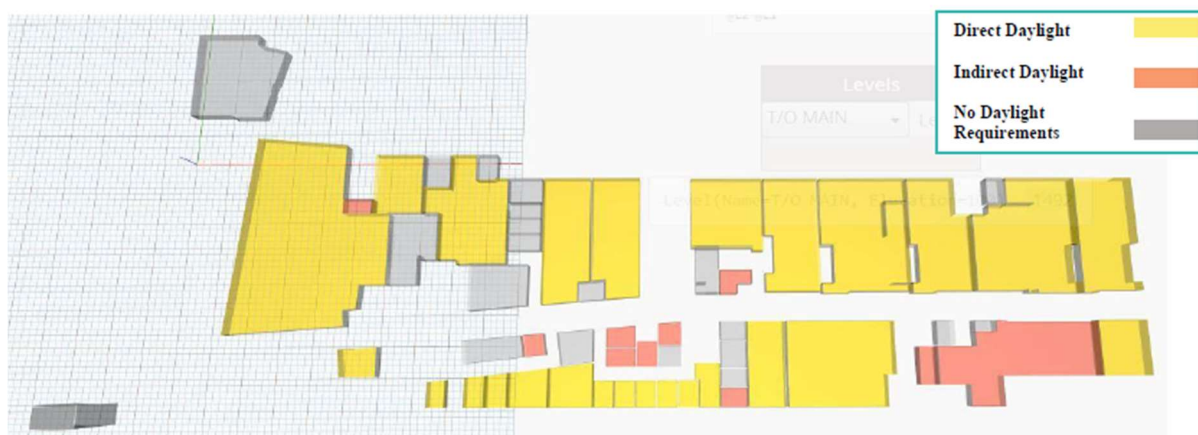 Direct Daylight
Indirect Daylight
No Daylight
Requirements
Levels
T/O MAIN
Level(Name=T/O MAIN, Elevation=